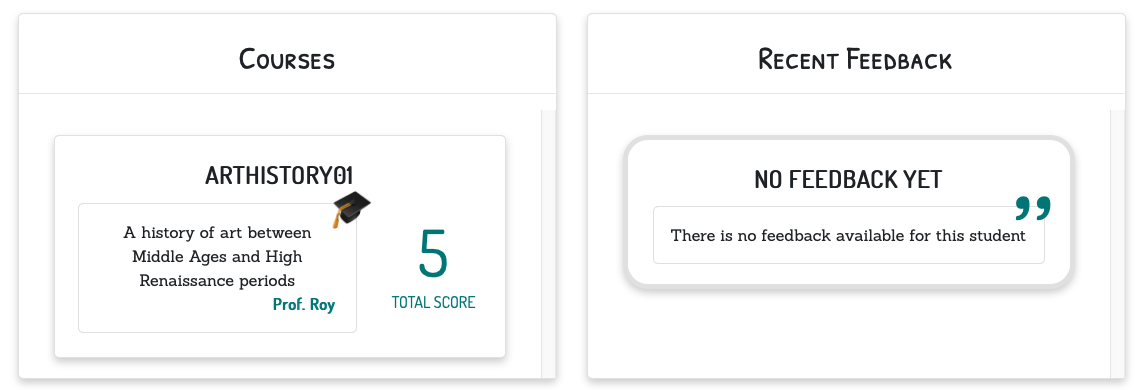 Courses
ARTHISTORY01
A history of art between
Middle Ages and High
Renaissance periods
Prof. Roy
5
TOTAL SCORE
Recent Feedback
NO FEEDBACK YET
There is no feedback available for this student